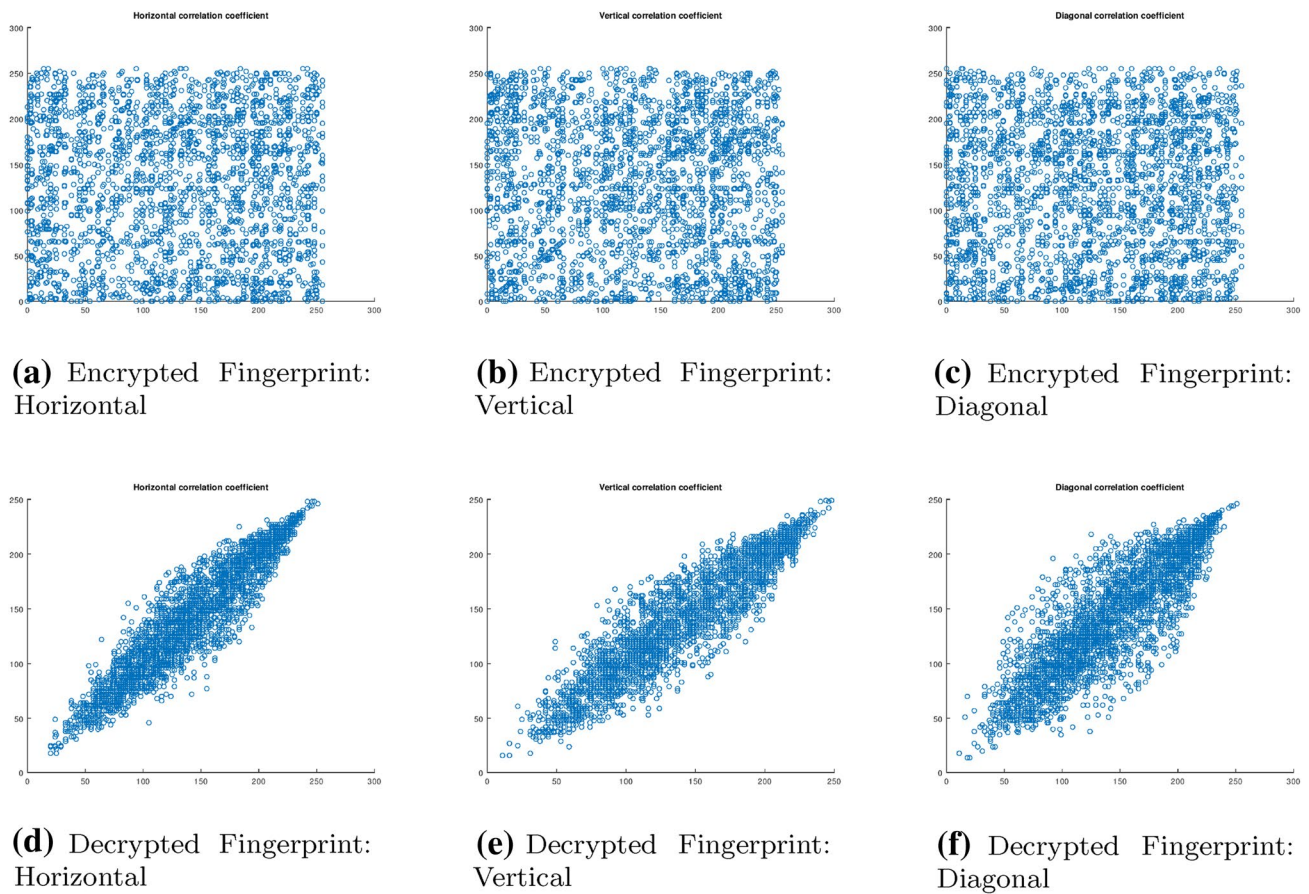 Horizontal correlation coefficient
300
250
200
150
100
50
0
0 50 100 150 200 250 300
(a) Encrypted Fingerprint:
Horizontal
Vertical correlation coefficient
300
250
200
150
100
50
0
0 50 100 150 200 250 300
(b) Encrypted Fingerprint:
Vertical
Diagonal correlation coefficient
300
250
200
150
100
50
0
0 50 100 150 200 250 300
(c) Encrypted Fingerprint:
Diagonal
Horizontal correlation coefficient
250
200
150
100
50
0
0 50 100 150 200 250 300
(d) Decrypted Fingerprint:
Horizontal
Vertical correlation coefficient
250
200
150
100
50
0
0 50 100 150 200 250
(e) Decrypted Fingerprint:
Vertical
Diagonal correlation coefficient
250
200
150
100
50
0
0 50 100 150 200 250 300
(f) Decrypted Fingerprint:
Diagonal